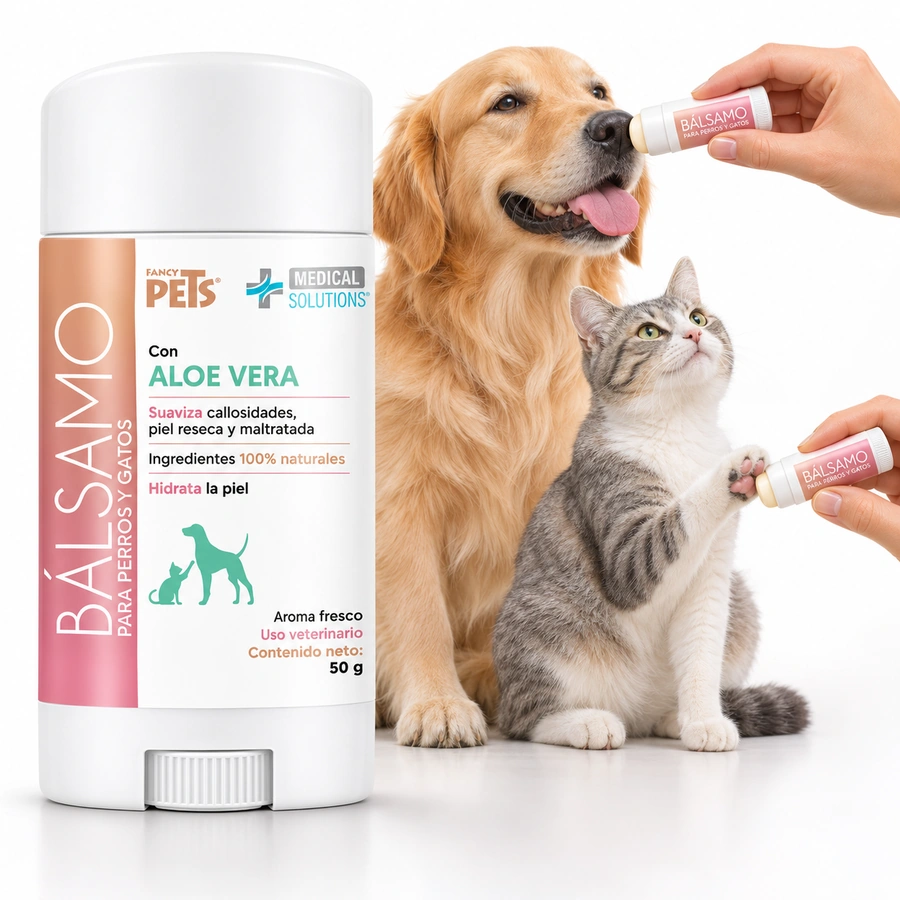 BÁLSAMO
PARA PERROS Y GATOS
FANCY
PETS®
MEDICAL
SOLUTIONS®
Con
ALOE VERA
Suaviza callosidades,
piel reseca y maltratada
Ingredientes 100% naturales
Hidrata la piel
Aroma fresco
Uso veterinario
Contenido neto:
50 g
BÁLSAMO
PARA PERROS Y GATOS
BÁLSAMO
PARA PERROS Y GATOS